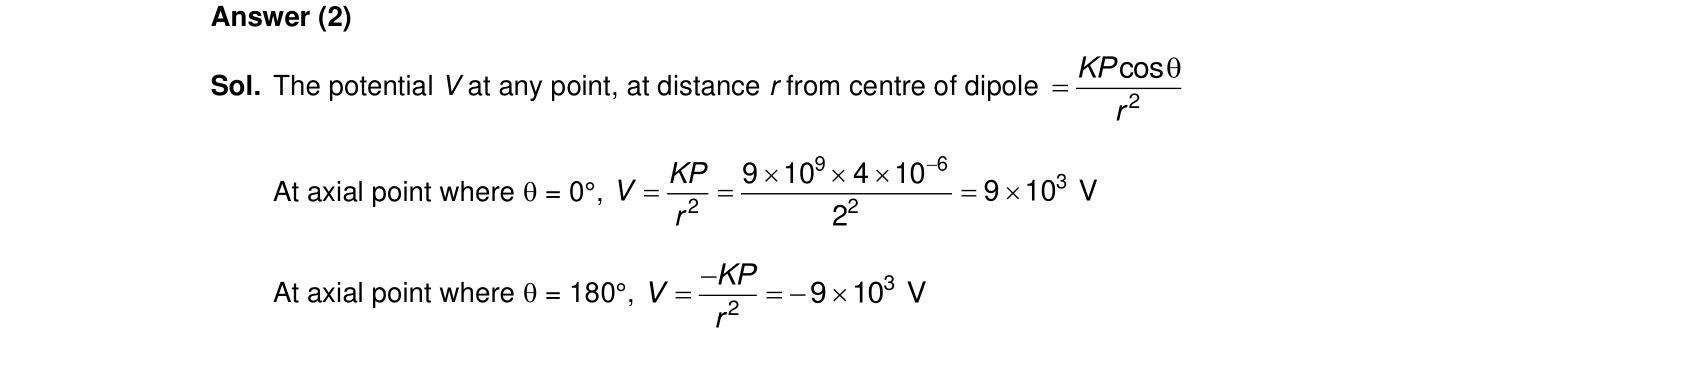 Answer (2)
Sol. The potential V at any point, at distance r from centre of dipole = KP cosθ / r²
At axial point where θ = 0°, V = KP / r² = 9 × 10⁹ × 4 × 10⁻⁶ / 2² = 9 × 10³ V
At axial point where θ = 180°, V = –KP / r² = – 9 × 10³ V